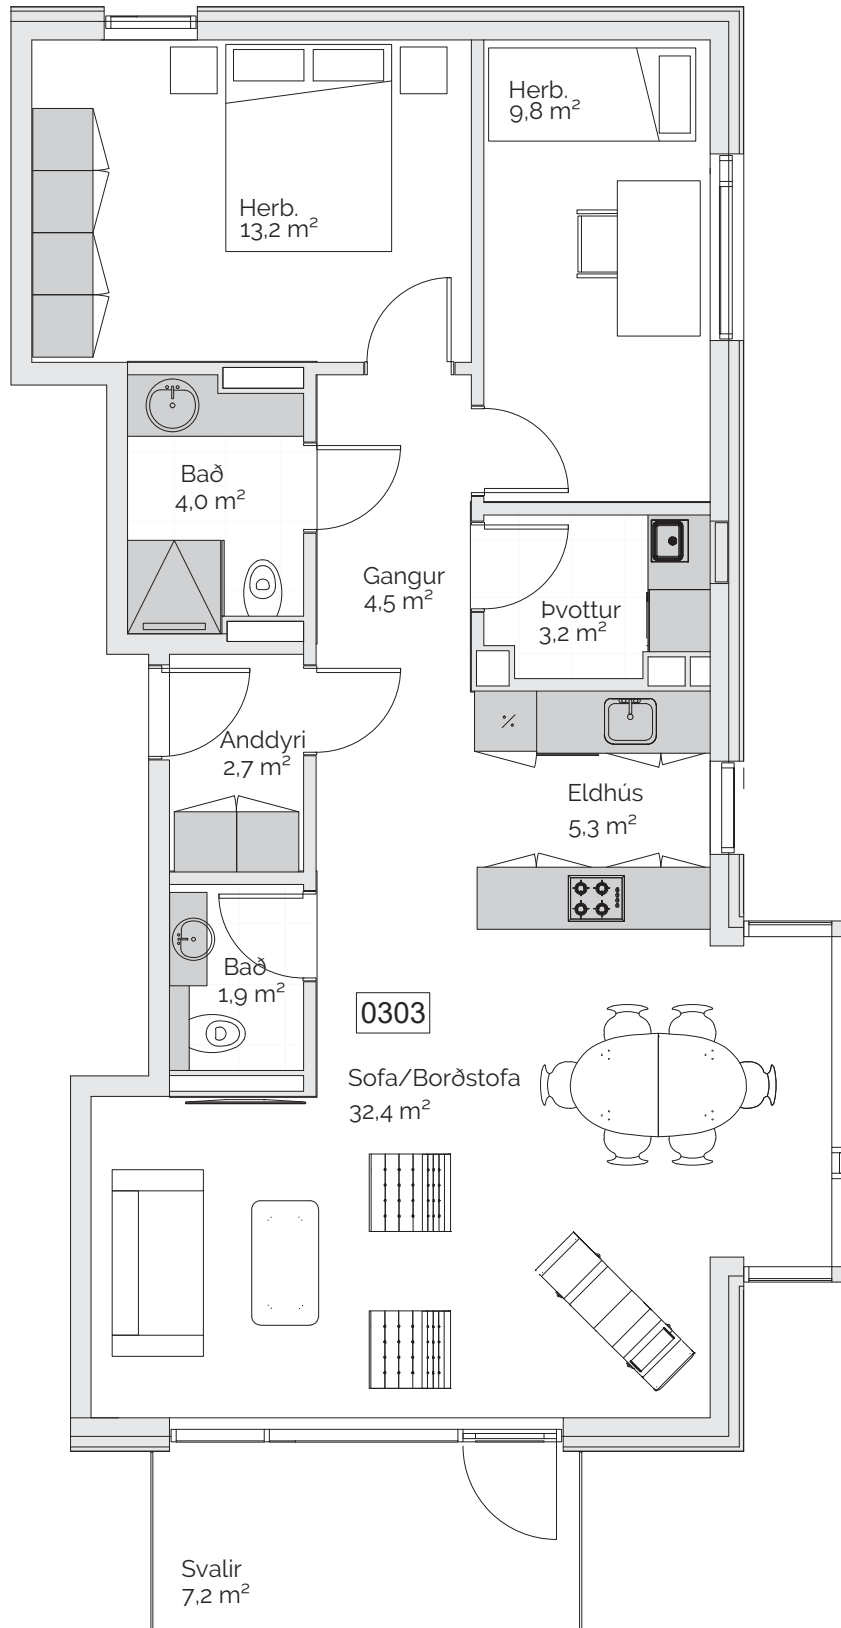 Herb.
9,8 m²
Herb.
13,2 m²
Bað
4,0 m²
Gangur
4,5 m²
Þvottur
3,2 m²
Anddyri
2,7 m²
Eldhús
5,3 m²
Bað
1,9 m²
0303
Sofa/Borðstofa
32,4 m²
Svalir
7,2 m²